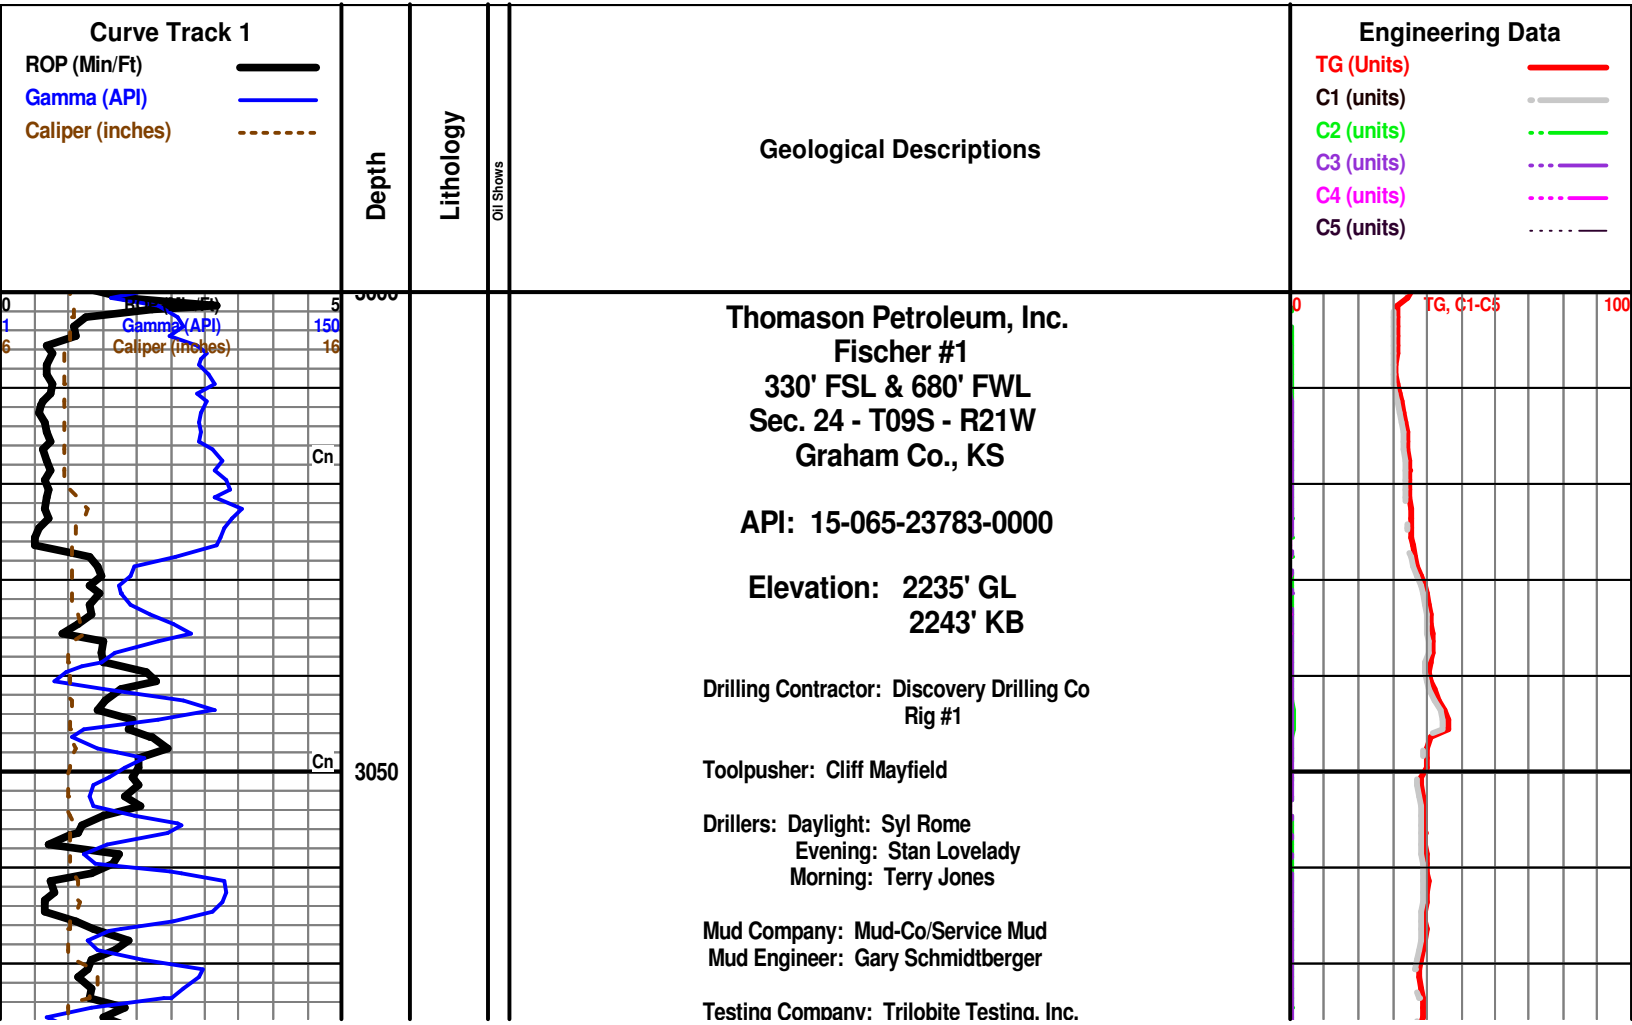 Curve Track 1
ROP (Min/Ft)
Gamma (API)
Caliper (inches)
Depth
Lithology
Oil Shows
Geological Descriptions
Engineering Data
TG (Units)
C1 (units)
C2 (units)
C3 (units)
C4 (units)
C5 (units)
0 ROP (Min/Ft) 5
1 Gamma (API) 150
6 Caliper (inches) 16
Cn
Cn
3000
3050
Thomason Petroleum, Inc.
Fischer #1
330' FSL & 680' FWL
Sec. 24 - T09S - R21W
Graham Co., KS
API: 15-065-23783-0000
Elevation: 2235' GL
2243' KB
Drilling Contractor: Discovery Drilling Co
Rig #1
Toolpusher: Cliff Mayfield
Drillers: Daylight: Syl Rome
Evening: Stan Lovelady
Morning: Terry Jones
Mud Company: Mud-Co/Service Mud
Mud Engineer: Gary Schmidtberger
Testing Company: Trilobite Testing, Inc.
0 TG, C1-C5 100